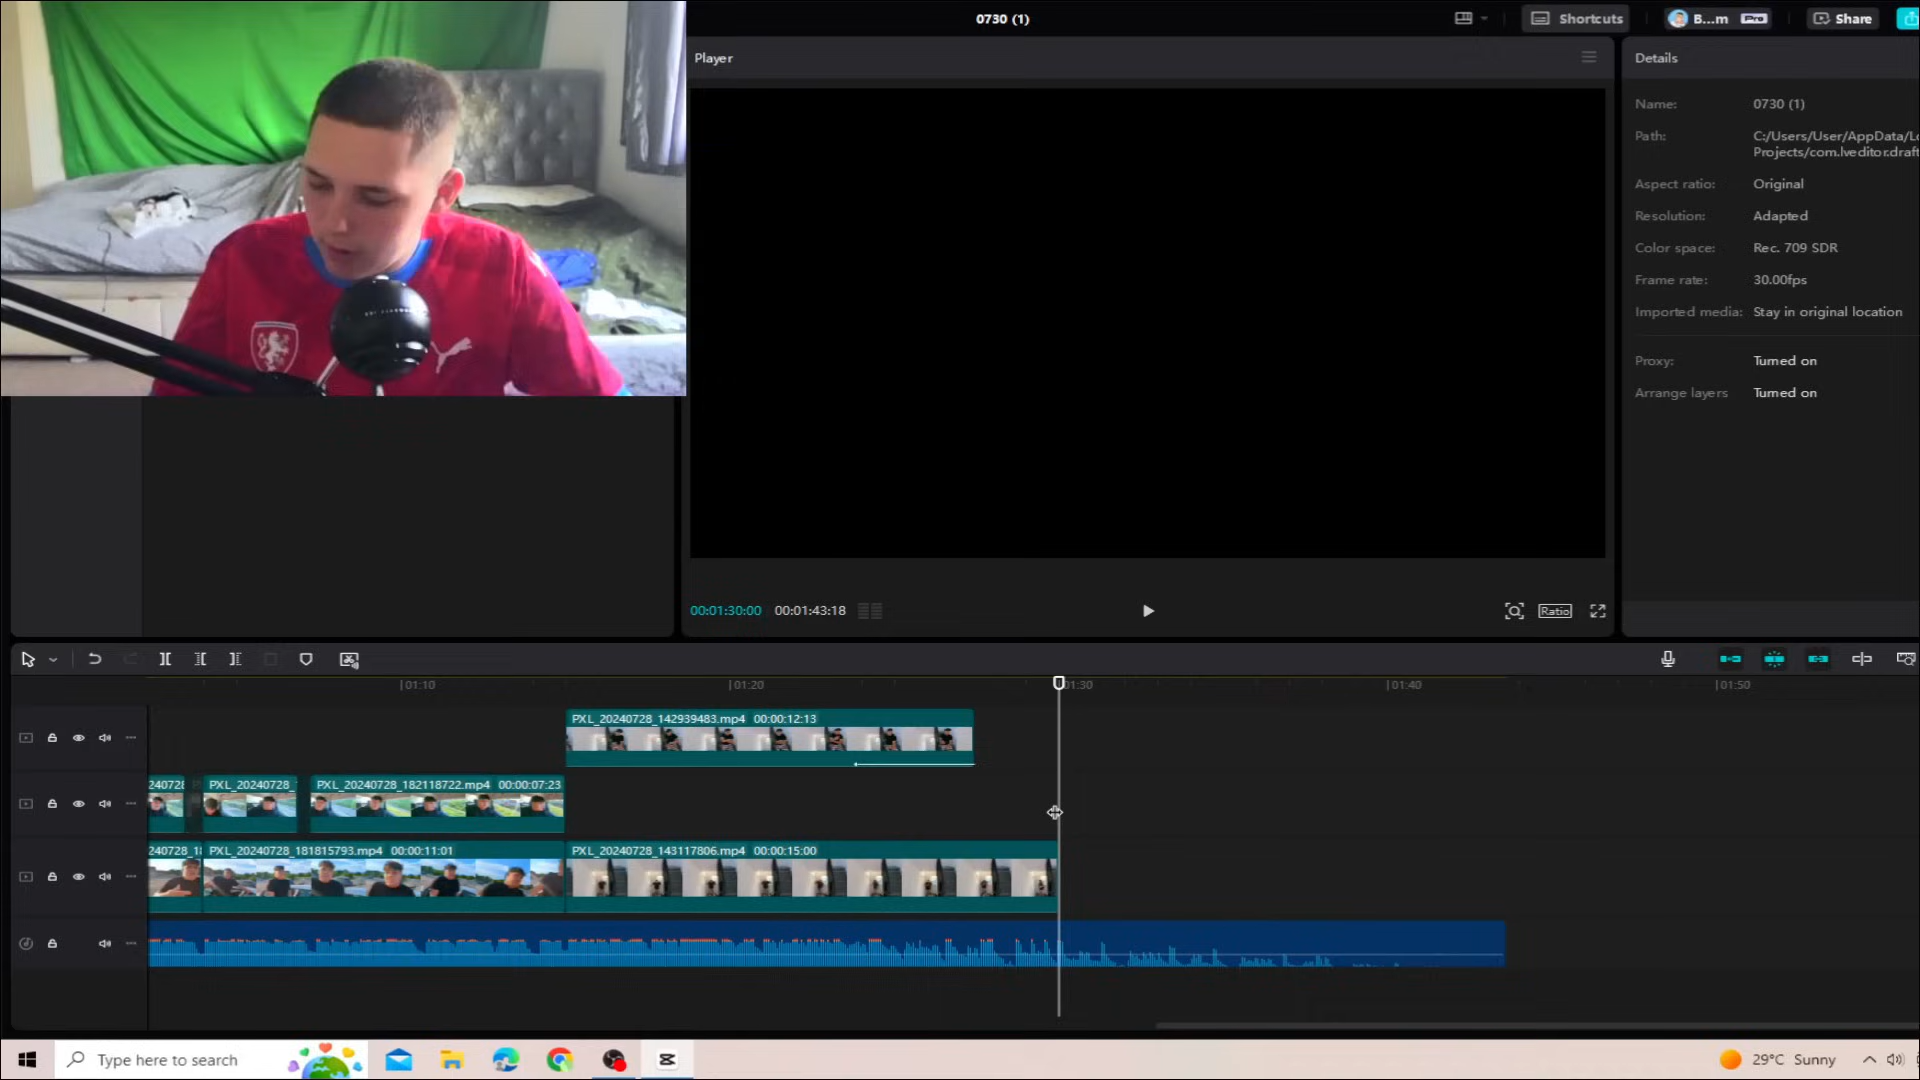 0730 (1)
Shortcuts
B...m
Pro
Share
Player
Details
Name: 0730 (1)
Path: C:/Users/User/AppData/Lo
Projects/com.lveditor.draft
Aspect ratio: Original
Resolution: Adapted
Color space: Rec. 709 SDR
Frame rate: 30.00fps
Imported media: Stay in original location
Proxy: Turned on
Arrange layers Turned on
00:01:30:00 00:01:43:18
Ratio
01:10 01:20 01:30 01:40 01:50
PXL_20240728_142939483.mp4 00:00:12:13
240728 PXL_20240728_ PXL_20240728_182118722.mp4 00:00:07:23
240728_18 PXL_20240728_181815793.mp4 00:00:11:01 PXL_20240728_143117806.mp4 00:00:15:00
Type here to search
29°C Sunny